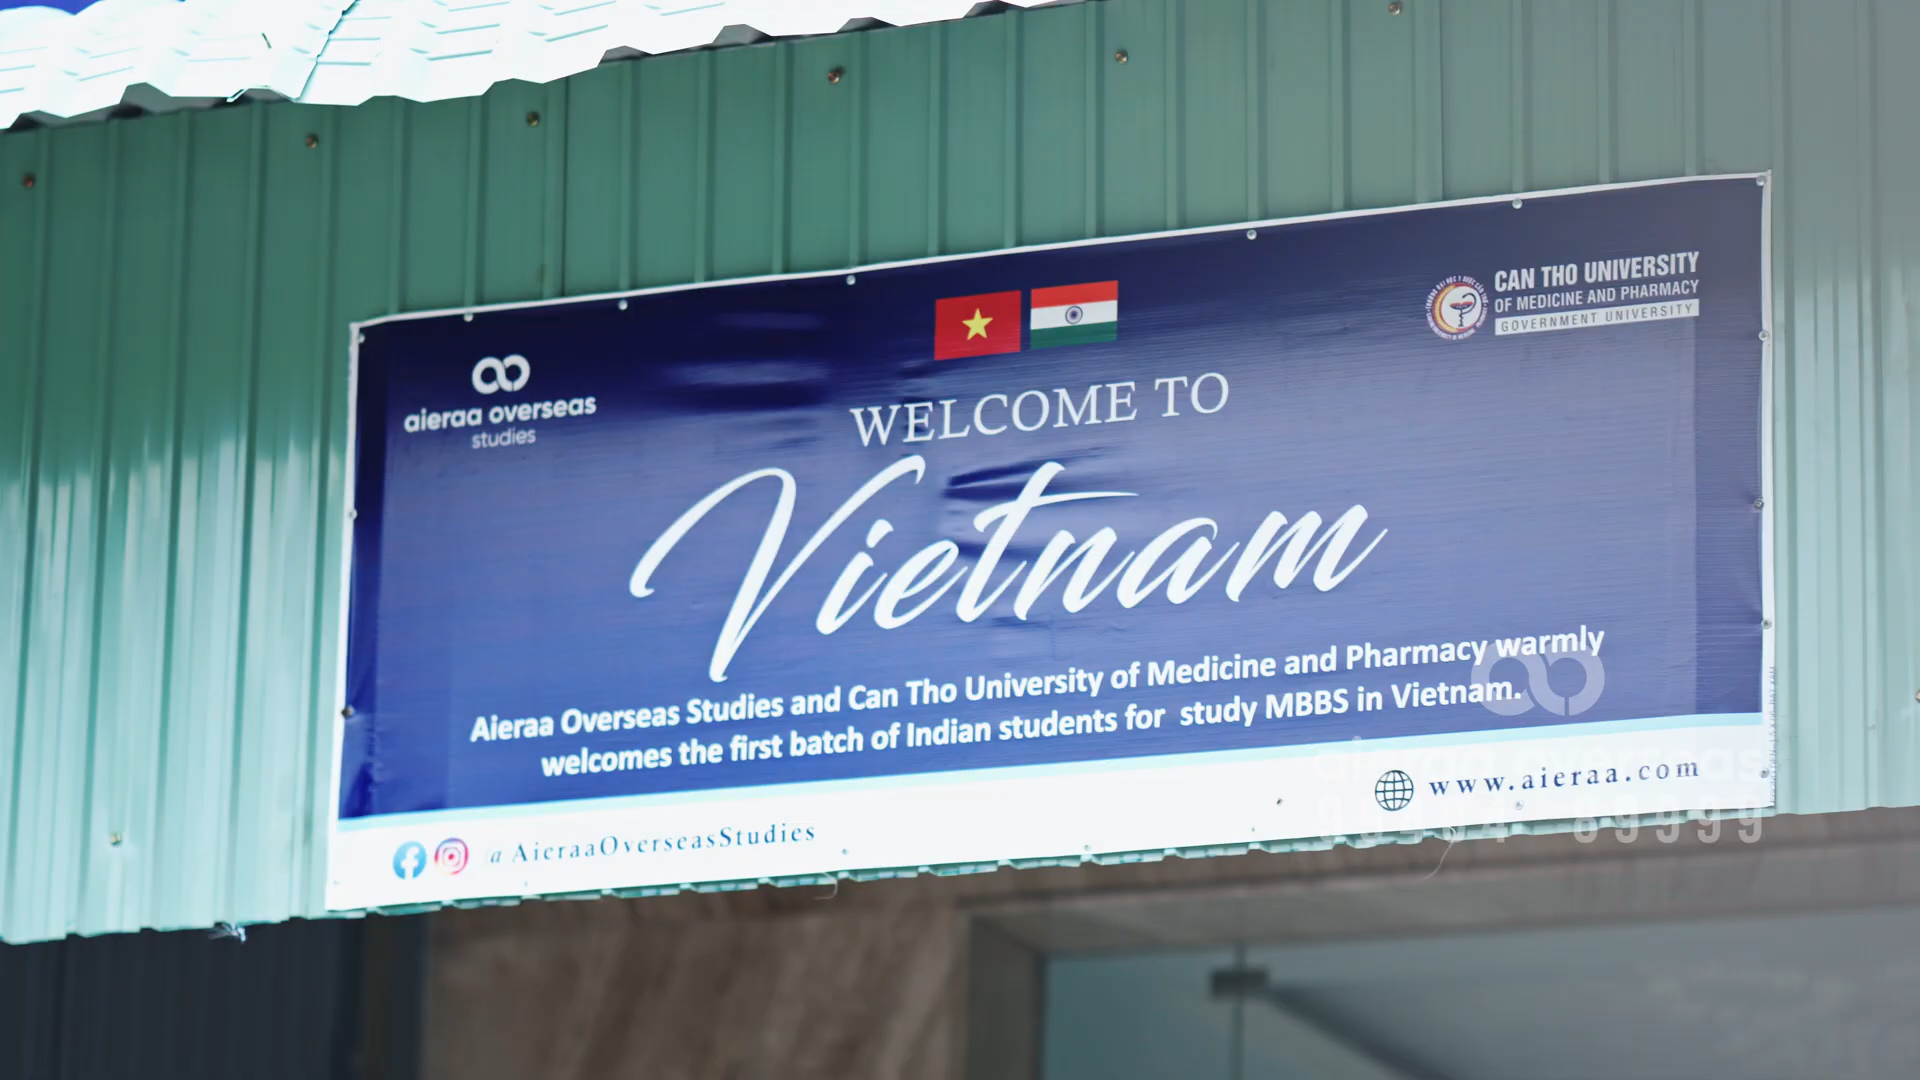 aieraa overseas
studies
CAN THO UNIVERSITY
OF MEDICINE AND PHARMACY
GOVERNMENT UNIVERSITY
WELCOME TO
Vietnam
Aieraa Overseas Studies and Can Tho University of Medicine and Pharmacy warmly
welcomes the first batch of Indian students for study MBBS in Vietnam.
@AieraaOverseasStudies
www.aieraa.com
aieraa overseas